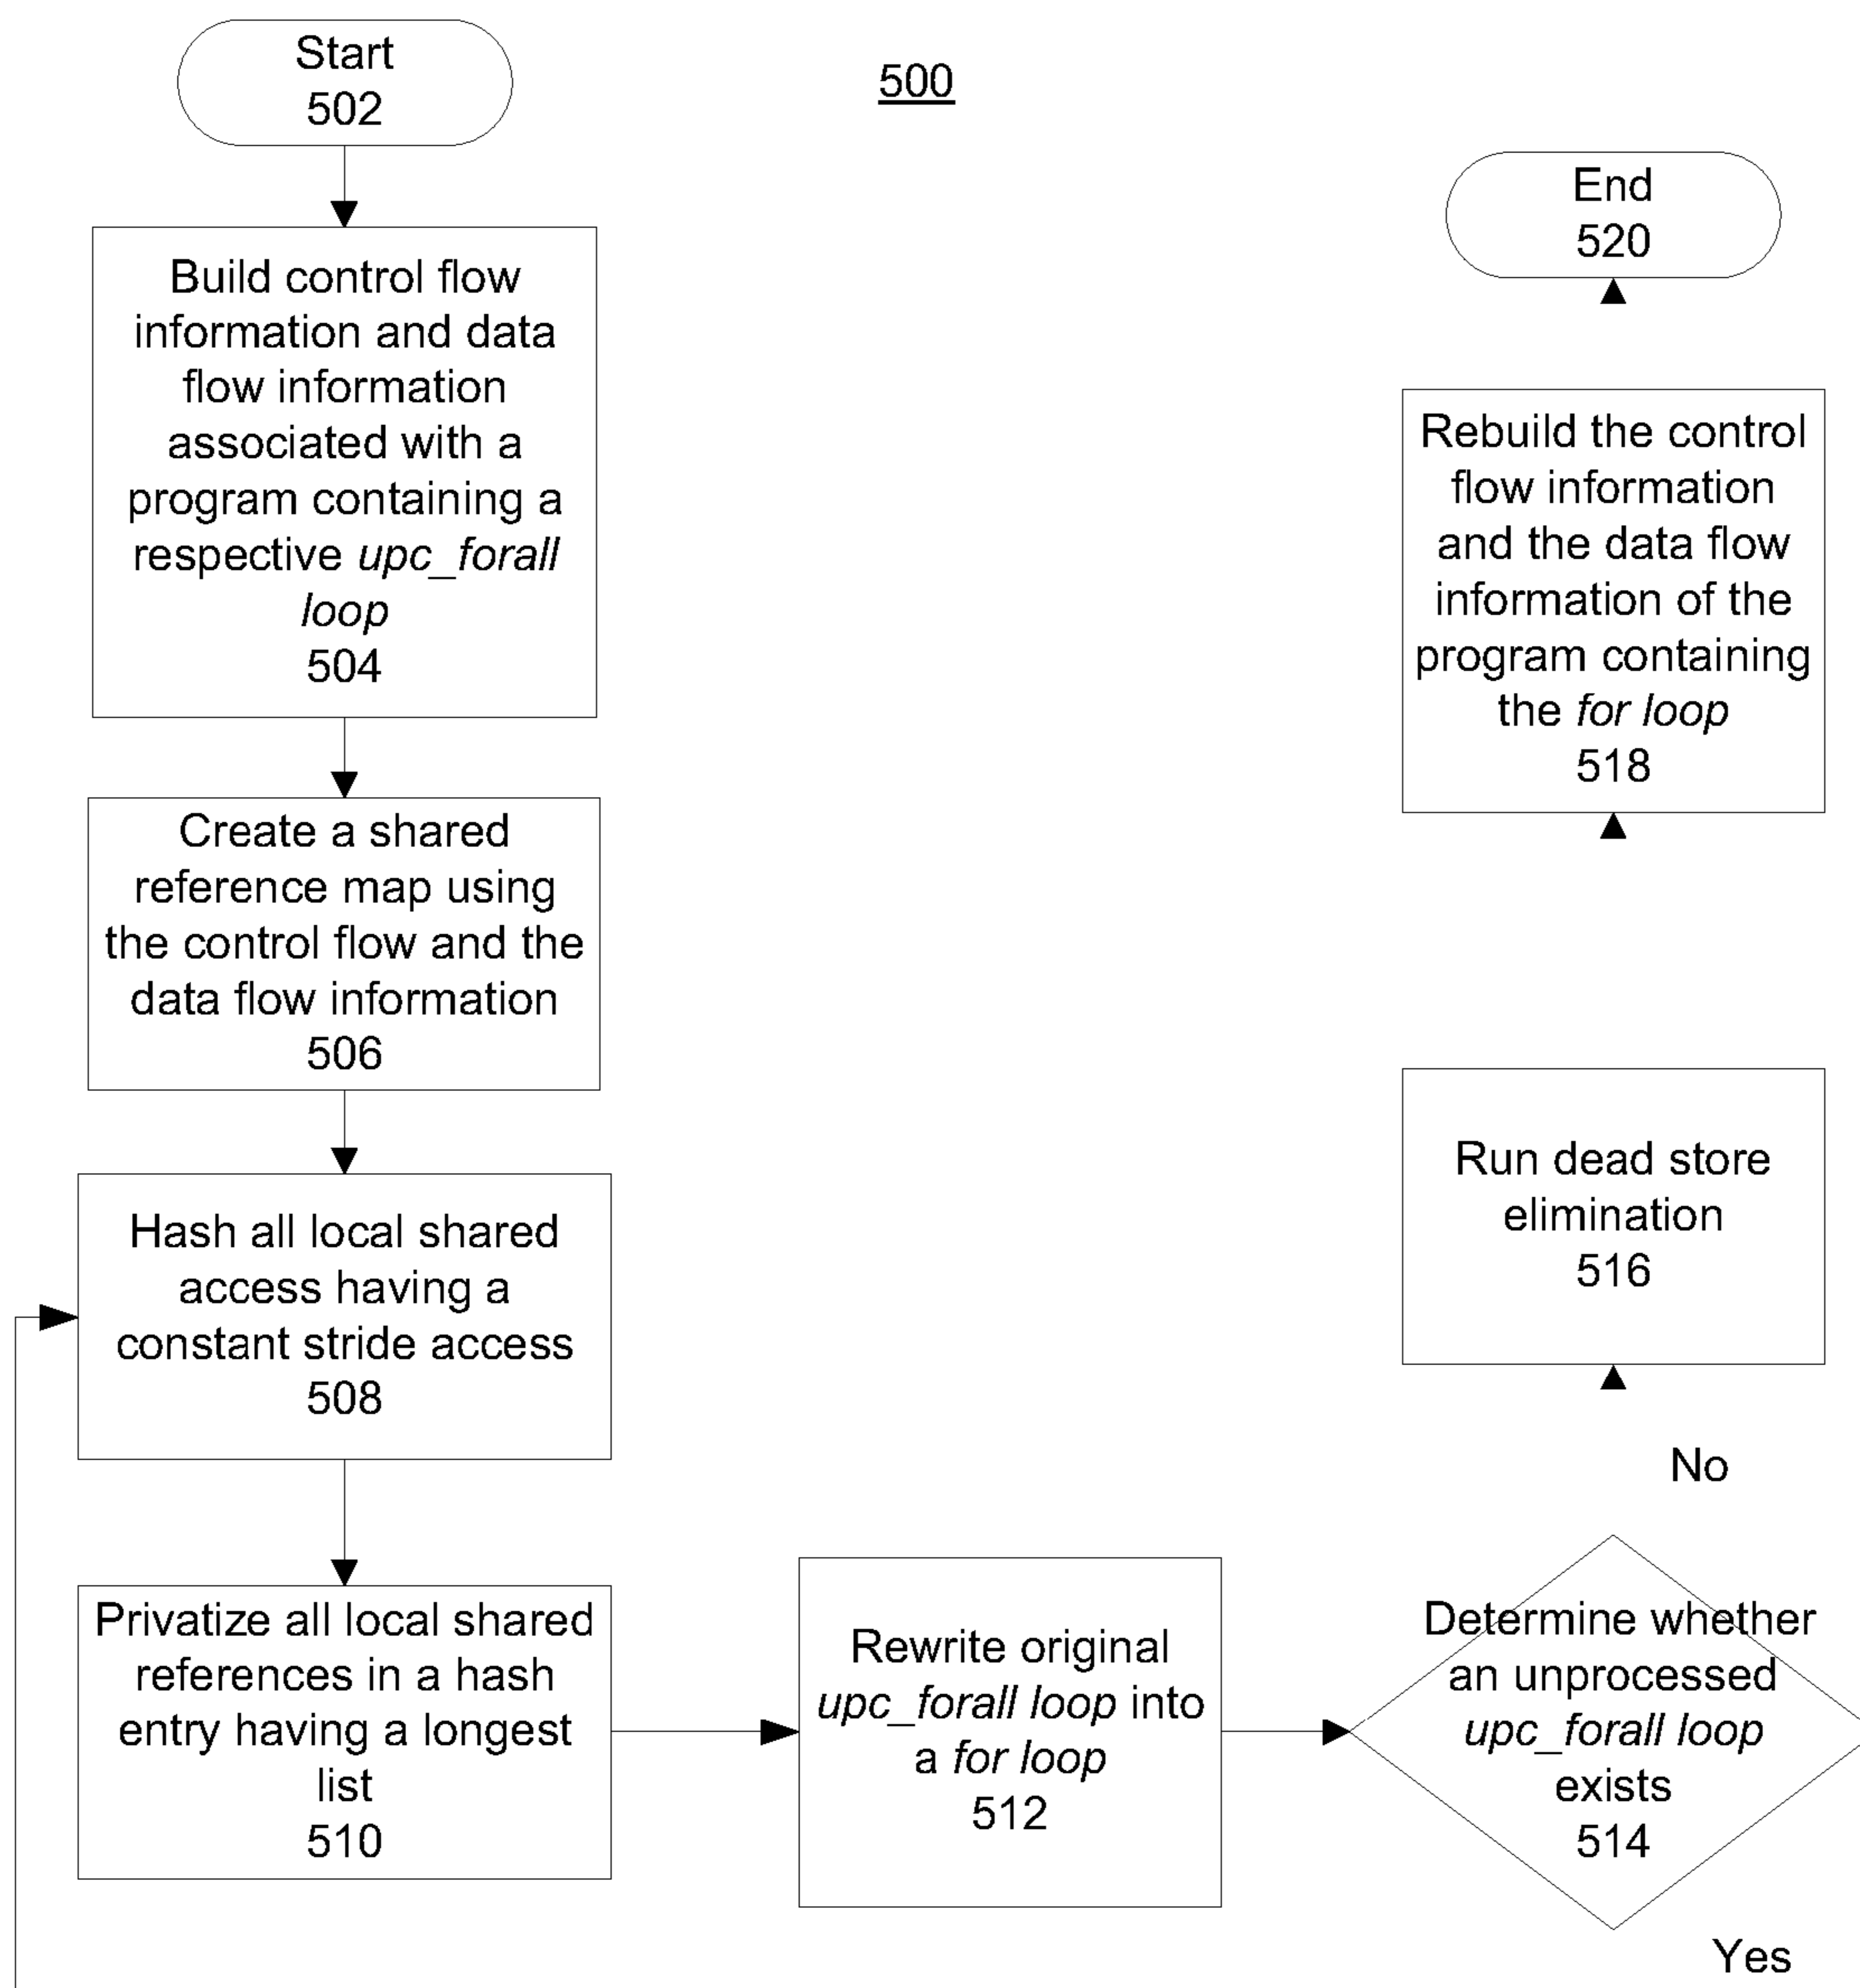 Start
502
500
Build control flow
information and data
flow information
associated with a
program containing a
respective upc_forall
loop
504
Create a shared
reference map using
the control flow and the
data flow information
506
Hash all local shared
access having a
constant stride access
508
Privatize all local shared
references in a hash
entry having a longest
list
510
Rewrite original
upc_forall loop into
a for loop
512
Determine whether
an unprocessed
upc_forall loop
exists
514
Yes
No
Run dead store
elimination
516
Rebuild the control
flow information
and the data flow
information of the
program containing
the for loop
518
End
520